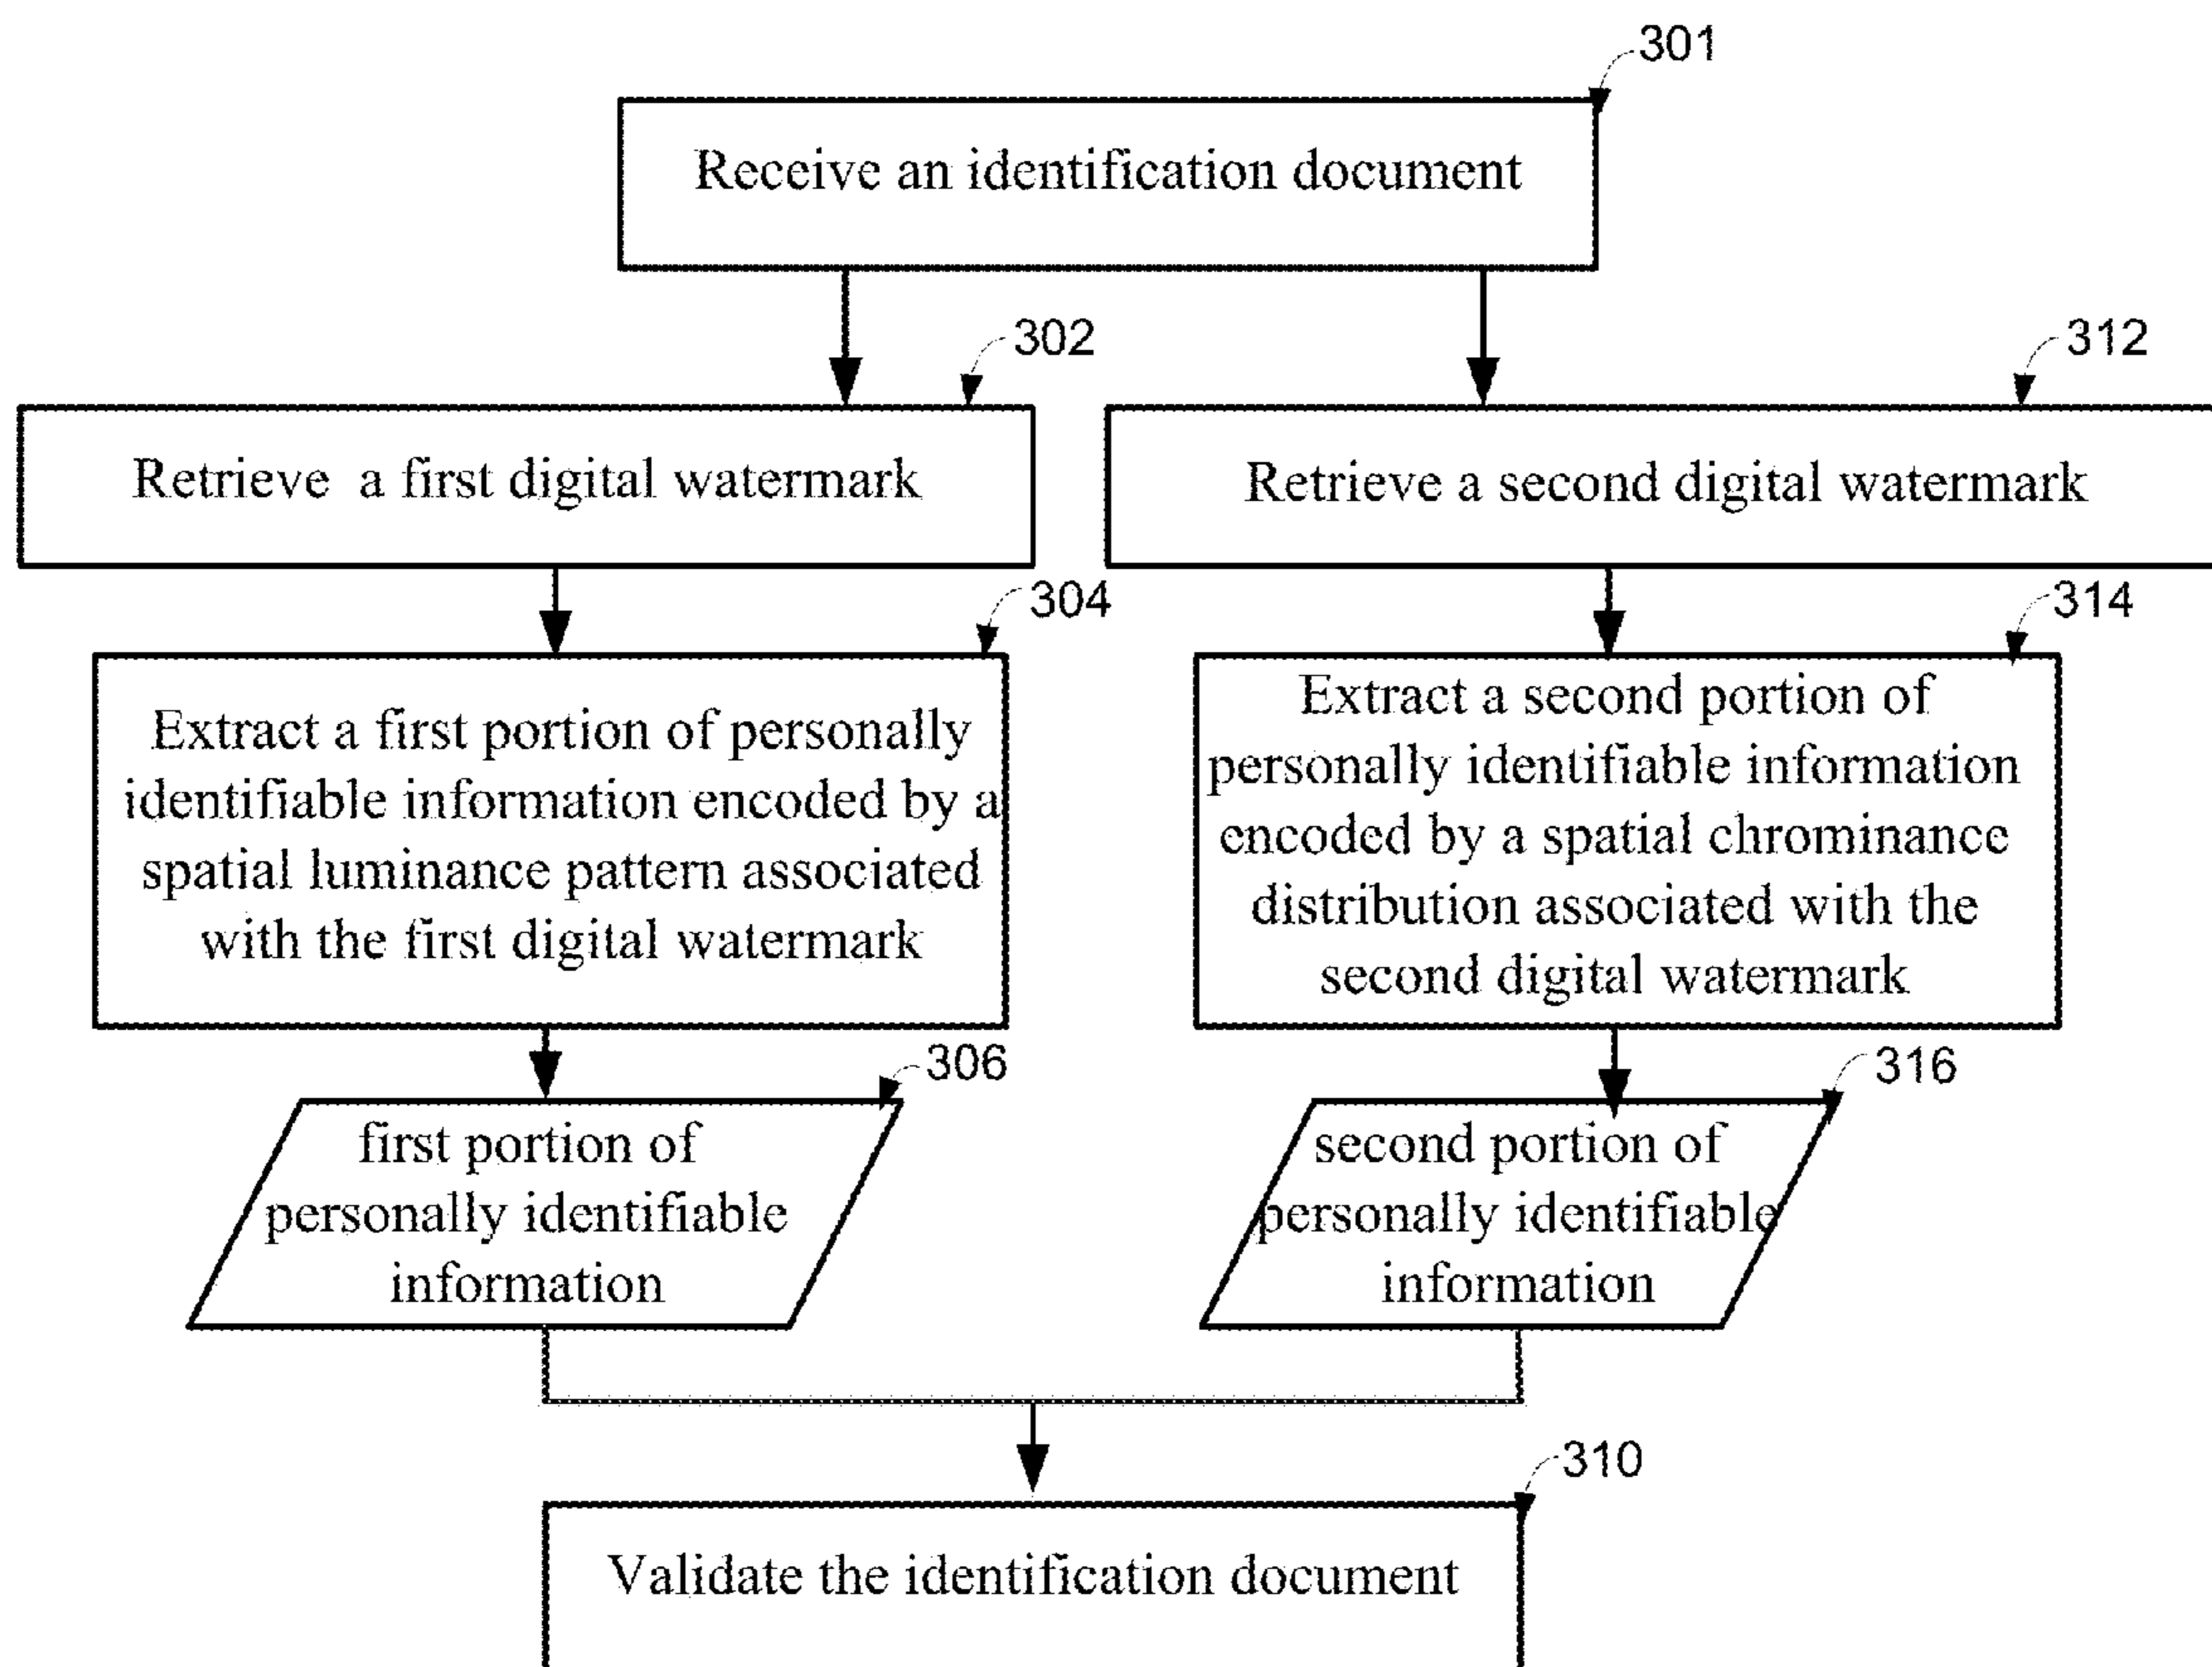 301
Receive an identification document
302
312
Retrieve a first digital watermark
Retrieve a second digital watermark
304
314
Extract a first portion of personally
identifiable information encoded by a
spatial luminance pattern associated
with the first digital watermark
Extract a second portion of
personally identifiable information
encoded by a spatial chrominance
distribution associated with the
second digital watermark
306
316
first portion of
personally identifiable
information
second portion of
personally identifiable
information
310
Validate the identification document